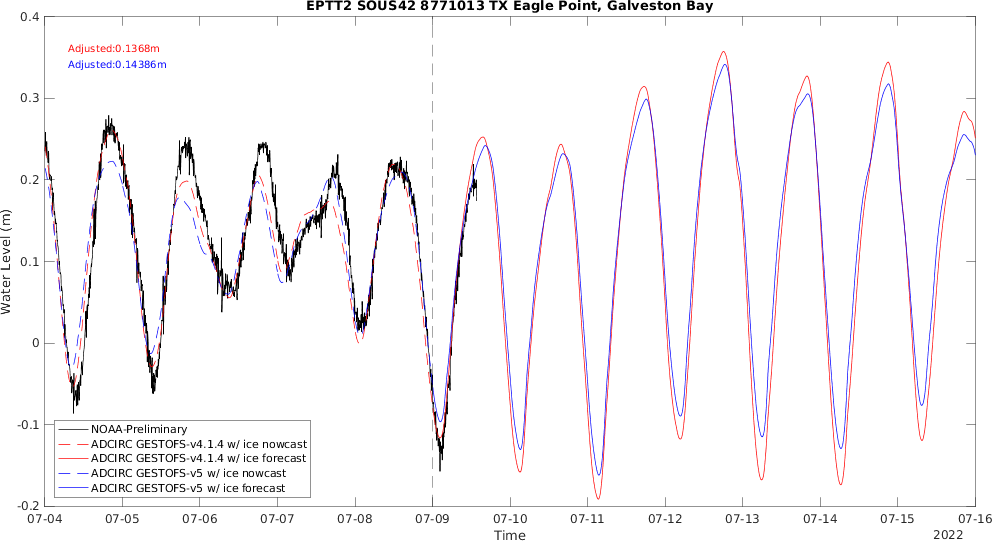 EPTT2 SOUS42 8771013 TX Eagle Point, Galveston Bay
Adjusted:0.1368m
Adjusted:0.14386m
0.4
0.3
0.2
0.1
0
-0.1
-0.2
Water Level (m)
NOAA-Preliminary
ADCIRC GESTOFS-v4.1.4 w/ ice nowcast
ADCIRC GESTOFS-v4.1.4 w/ ice forecast
ADCIRC GESTOFS-v5 w/ ice nowcast
ADCIRC GESTOFS-v5 w/ ice forecast
07-04 07-05 07-06 07-07 07-08 07-09 07-10 07-11 07-12 07-13 07-14 07-15 07-16
Time
2022